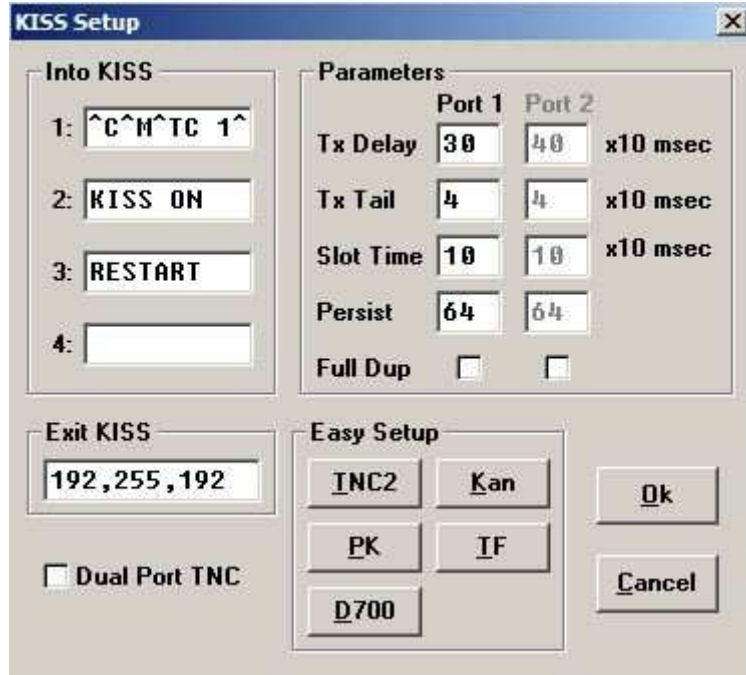 KISS Setup
Into KISS
1: ^C^M^TC 1^
2: KISS ON
3: RESTART
4:
Parameters
Port 1 Port 2
Tx Delay 30 40 x10 msec
Tx Tail 4 4 x10 msec
Slot Time 10 10 x10 msec
Persist 64 64
Full Dup
Exit KISS
192,255,192
Dual Port TNC
Easy Setup
TNC2 Kan
PK TF
D700
Ok
Cancel